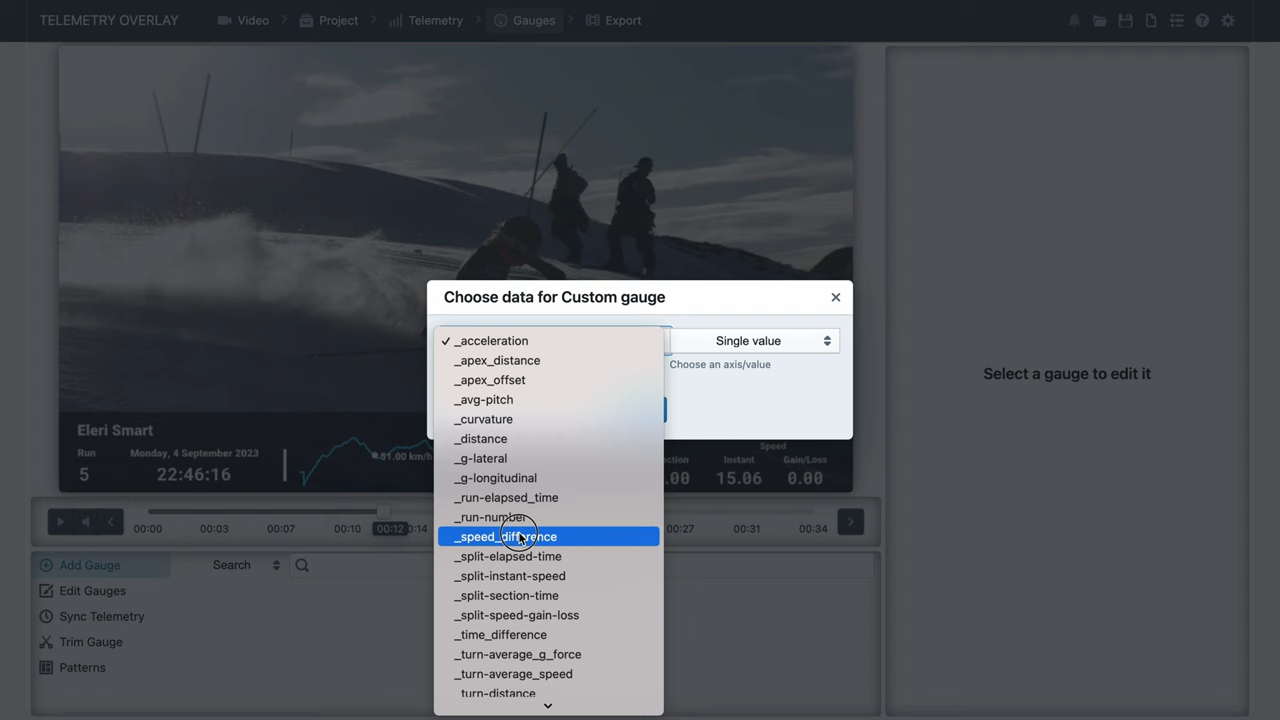 TELEMETRY OVERLAY
Video
Project
Telemetry
Gauges
Export
Choose data for Custom gauge
_acceleration
_apex_distance
_apex_offset
_avg-pitch
_curvature
_distance
_g-lateral
_g-longitudinal
_run-elapsed_time
_run-number
_speed_difference
_split-elapsed-time
_split-instant-speed
_split-section-time
_split-speed-gain-loss
_time_difference
_turn-average_g_force
_turn-average_speed
_turn-distance
Single value
Choose an axis/value
Select a gauge to edit it
Eleri Smart
Run
5
Monday, 4 September 2023
22:46:16
51.00 km/h
Speed
Instant
Gain/Loss
.00
16.00
0.00
00:00
00:03
00:07
00:10
00:12
0:14
00:27
00:31
00:34
Add Gauge
Search
Edit Gauges
Sync Telemetry
Trim Gauge
Patterns